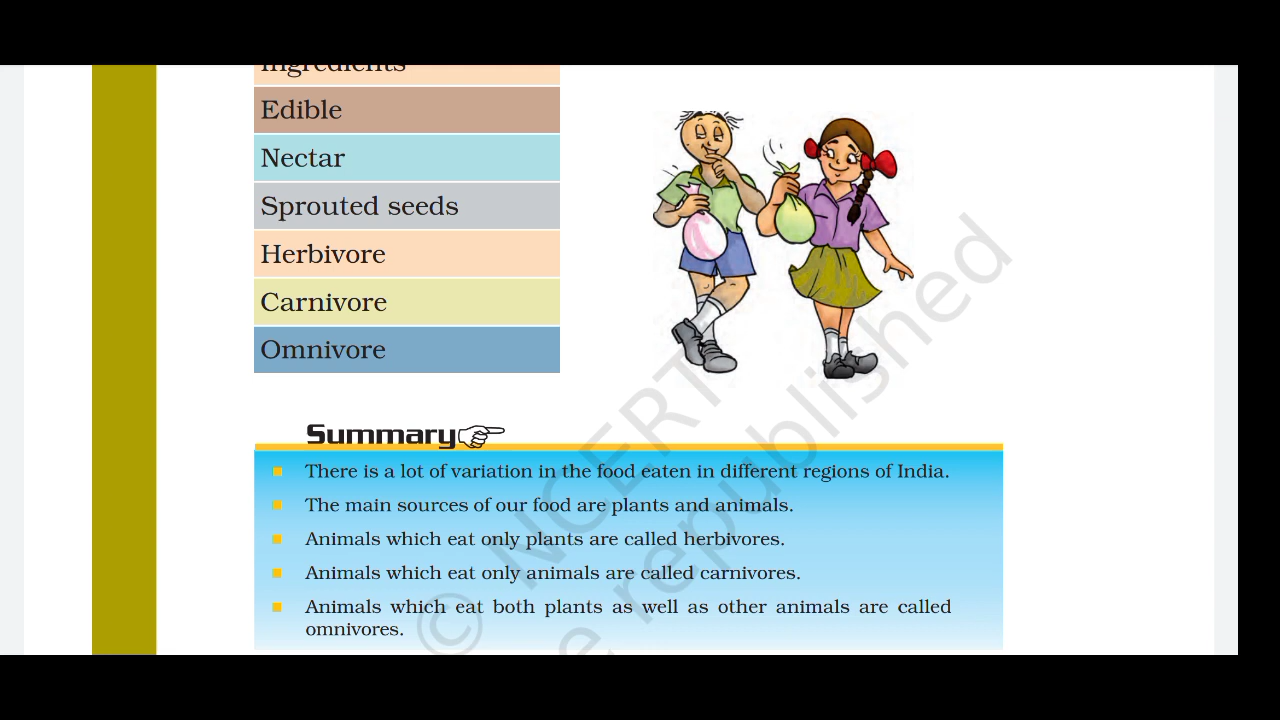 Ingredients
Edible
Nectar
Sprouted seeds
Herbivore
Carnivore
Omnivore
Summary
There is a lot of variation in the food eaten in different regions of India.
The main sources of our food are plants and animals.
Animals which eat only plants are called herbivores.
Animals which eat only animals are called carnivores.
Animals which eat both plants as well as other animals are called
omnivores.
© NCERT
e republished